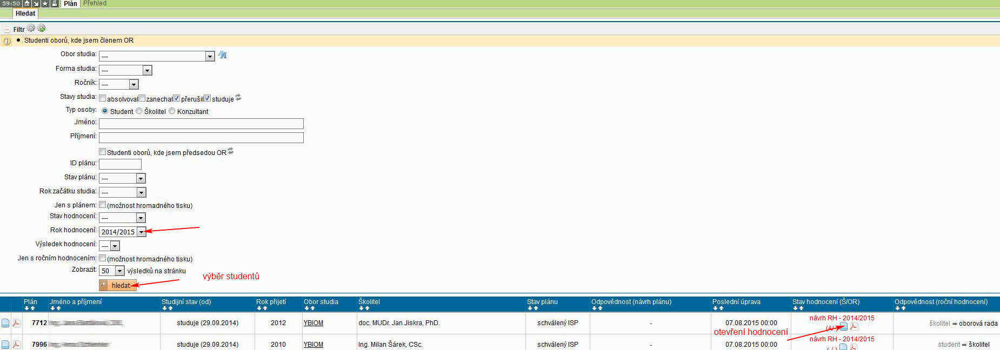 59:50 Plán Přehled
Hledat
Filtr
Studenti oborů, kde jsem členem OR
Obor studia: ---
Forma studia: ---
Ročník: ---
Stavy studia: absolvoval zanechal přerušil studuje
Typ osoby: Student Školitel Konzultant
Jméno:
Příjmení:
Studenti oborů, kde jsem předsedou OR
ID plánu:
Stav plánu: ---
Rok začátku studia: ---
Jen s plánem: (možnost hromadného tisku)
Stav hodnocení: ---
Rok hodnocení: 2014/2015
Výsledek hodnocení: ---
Jen s ročním hodnocením: (možnost hromadného tisku)
Zobrazit: 50 výsledků na stránku
výběr studentů
hledat
Plán Jméno a příjmení Studijní stav (od) Rok přijetí Obor studia Školitel Stav plánu Odpovědnost (návrh plánu) Poslední úprava Stav hodnocení (Š/OR) Odpovědnost (roční hodnocení)
7712 studuje (29.09.2014) 2012 YBIOM doc. MUDr. Jan Jiskra, PhD. schválený ISP - 07.08.2015 00:00 návrh RH - 2014/2015 školitel ⇒ oborová rada
(A/
otevření hodnocení
7996 studuje (29.09.2014) 2010 YBIOM Ing. Milan Šárek, CSc. schválený ISP - 07.08.2015 00:00 návrh RH - 2014/2015 student ⇒ školitel